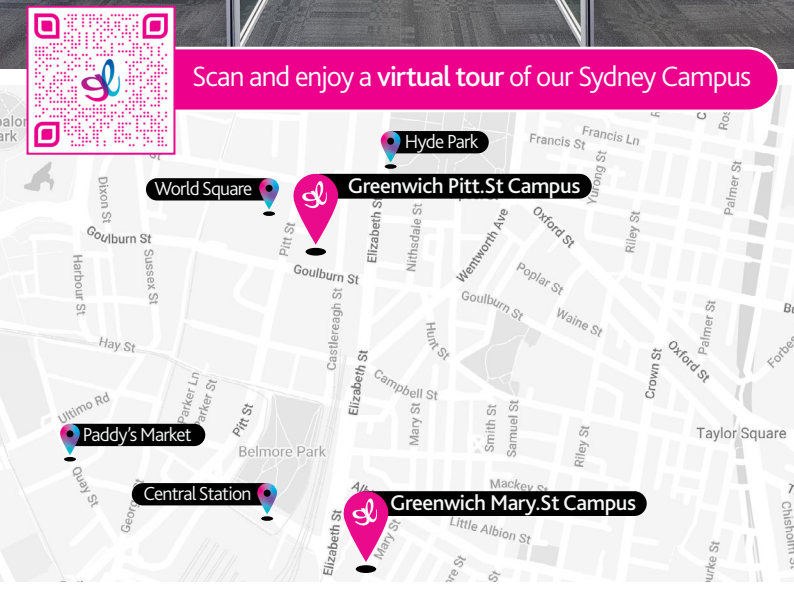 gl
Scan and enjoy a virtual tour of our Sydney Campus
Hyde Park
Francis St
Francis Ln
World Square
gl
Greenwich Pitt.St Campus
Dixon St
Yurong St
Palmer St
Goulburn St
Pitt St
Elizabeth St
Nithsdale St
Wentworth Ave
Oxford St
Riley St
Harbour St
Sussex St
Goulburn St
Poplar St
Castlereagh St
Goulburn St
Waine St
Hay St
Hunt St
Palmer St
Oxford St
Crown St
Elizabeth St
Campbell St
Ultimo Rd
Parker Ln
Parker St
Pitt St
Mary St
Smith St
Samuel St
Riley St
Taylor Square
Paddy's Market
Belmore Park
Quay St
Central Station
Mackey St
gl
Greenwich Mary.St Campus
Elizabeth St
Mary St
Little Albion St
Chisholm